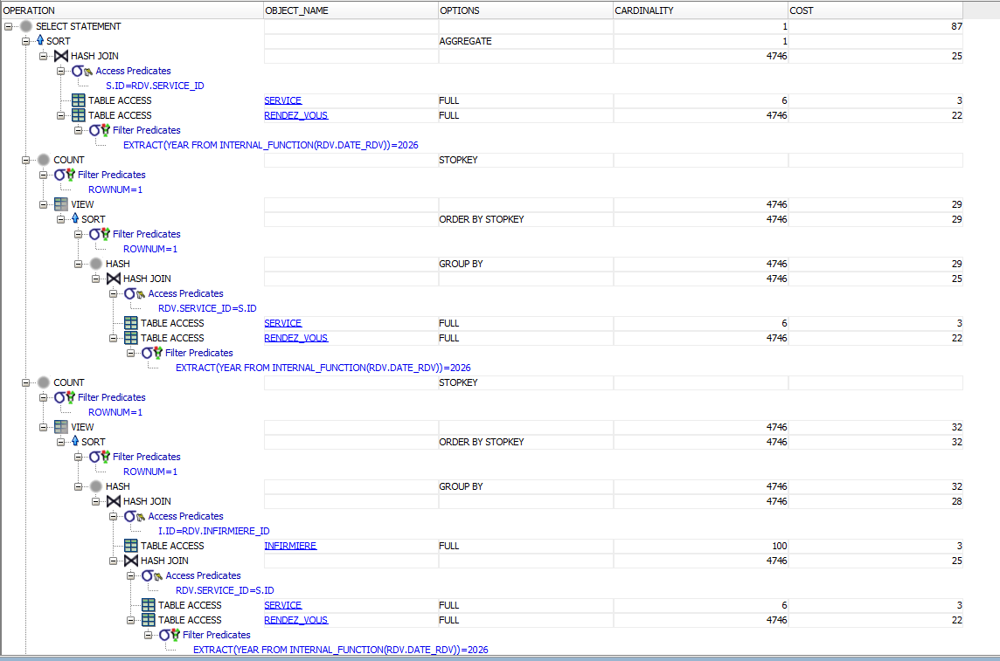 OPERATION OBJECT_NAME OPTIONS CARDINALITY COST
SELECT STATEMENT 1 87
SORT AGGREGATE 1
HASH JOIN 4746 25
Access Predicates
S.ID=RDV.SERVICE_ID
TABLE ACCESS SERVICE FULL 6 3
TABLE ACCESS RENDEZ_VOUS FULL 4746 22
Filter Predicates
EXTRACT(YEAR FROM INTERNAL_FUNCTION(RDV.DATE_RDV))=2026
COUNT STOPKEY
Filter Predicates
ROWNUM=1
VIEW 4746 29
SORT ORDER BY STOPKEY 4746 29
Filter Predicates
ROWNUM=1
HASH GROUP BY 4746 29
HASH JOIN 4746 25
Access Predicates
RDV.SERVICE_ID=S.ID
TABLE ACCESS SERVICE FULL 6 3
TABLE ACCESS RENDEZ_VOUS FULL 4746 22
Filter Predicates
EXTRACT(YEAR FROM INTERNAL_FUNCTION(RDV.DATE_RDV))=2026
COUNT STOPKEY
Filter Predicates
ROWNUM=1
VIEW 4746 32
SORT ORDER BY STOPKEY 4746 32
Filter Predicates
ROWNUM=1
HASH GROUP BY 4746 32
HASH JOIN 4746 28
Access Predicates
I.ID=RDV.INFIRMIERE_ID
TABLE ACCESS INFIRMIERE FULL 100 3
HASH JOIN 4746 25
Access Predicates
RDV.SERVICE_ID=S.ID
TABLE ACCESS SERVICE FULL 6 3
TABLE ACCESS RENDEZ_VOUS FULL 4746 22
Filter Predicates
EXTRACT(YEAR FROM INTERNAL_FUNCTION(RDV.DATE_RDV))=2026